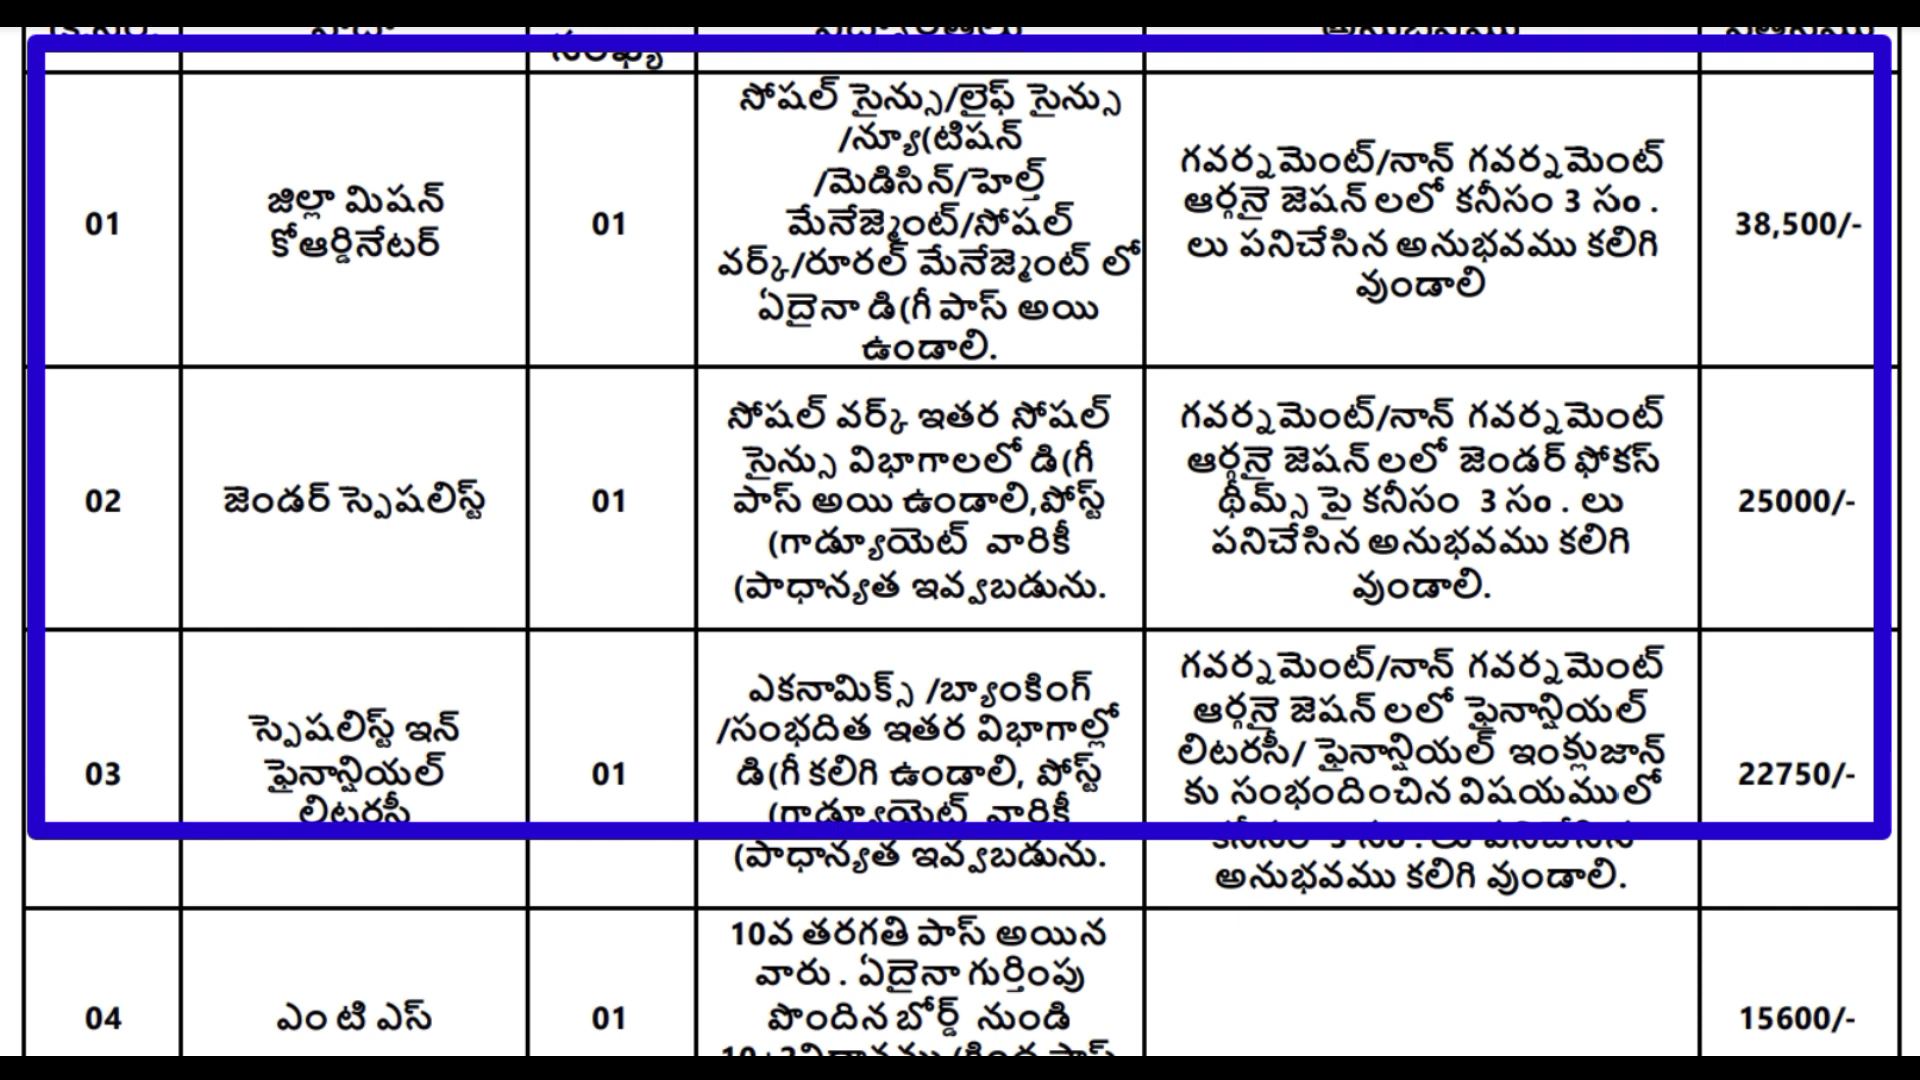 సంఖ్య
01
జిల్లా మిషన్
కోఆర్డినేటర్
01
సోషల్ సైన్సు/లైఫ్ సైన్సు
/న్యూ(టిషన్
/మెడిసిన్/హెల్త్
మేనేజ్మెంట్/సోషల్
వర్క్/రూరల్ మేనేజ్మెంట్ లో
ఏదైనా డి(గీ పాస్ అయి
ఉండాలి.
గవర్నమెంట్/నాన్ గవర్నమెంట్
ఆర్గనై జెషన్ లలో కనీసం 3 సం .
లు పనిచేసిన అనుభవము కలిగి
వుండాలి
38,500/-
02
జెండర్ స్పెషలిస్ట్
01
సోషల్ వర్క్ ఇతర సోషల్
సైన్సు విభాగాలలో డి(గీ
పాస్ అయి ఉండాలి,పోస్ట్
(గాడ్యూయెట్ వారికీ
(పాధాన్యత ఇవ్వబడును.
గవర్నమెంట్/నాన్ గవర్నమెంట్
ఆర్గనై జెషన్ లలో జెండర్ ఫోకస్
థీమ్స్ పై కనీసం 3 సం . లు
పనిచేసిన అనుభవము కలిగి
వుండాలి.
25000/-
03
స్పెషలిస్ట్ ఇన్
ఫైనాన్షియల్
లిటరసీ
01
ఎకనామిక్స్ /బ్యాంకింగ్
/సంభదిత ఇతర విభాగాల్లో
డి(గీ కలిగి ఉండాలి, పోస్ట్
(గాడ్యూయెట్ వారికీ
(పాధాన్యత ఇవ్వబడును.
గవర్నమెంట్/నాన్ గవర్నమెంట్
ఆర్గనై జెషన్ లలో ఫైనాన్షియల్
లిటరసీ/ ఫైనాన్షియల్ ఇంక్లుజాన్
కు సంభందించిన విషయములో
అనుభవము కలిగి వుండాలి.
22750/-
04
ఎం టి ఎస్
01
10వ తరగతి పాస్ అయిన
వారు . ఏదైనా గుర్తింపు
పొందిన బోర్డ్ నుండి
15600/-